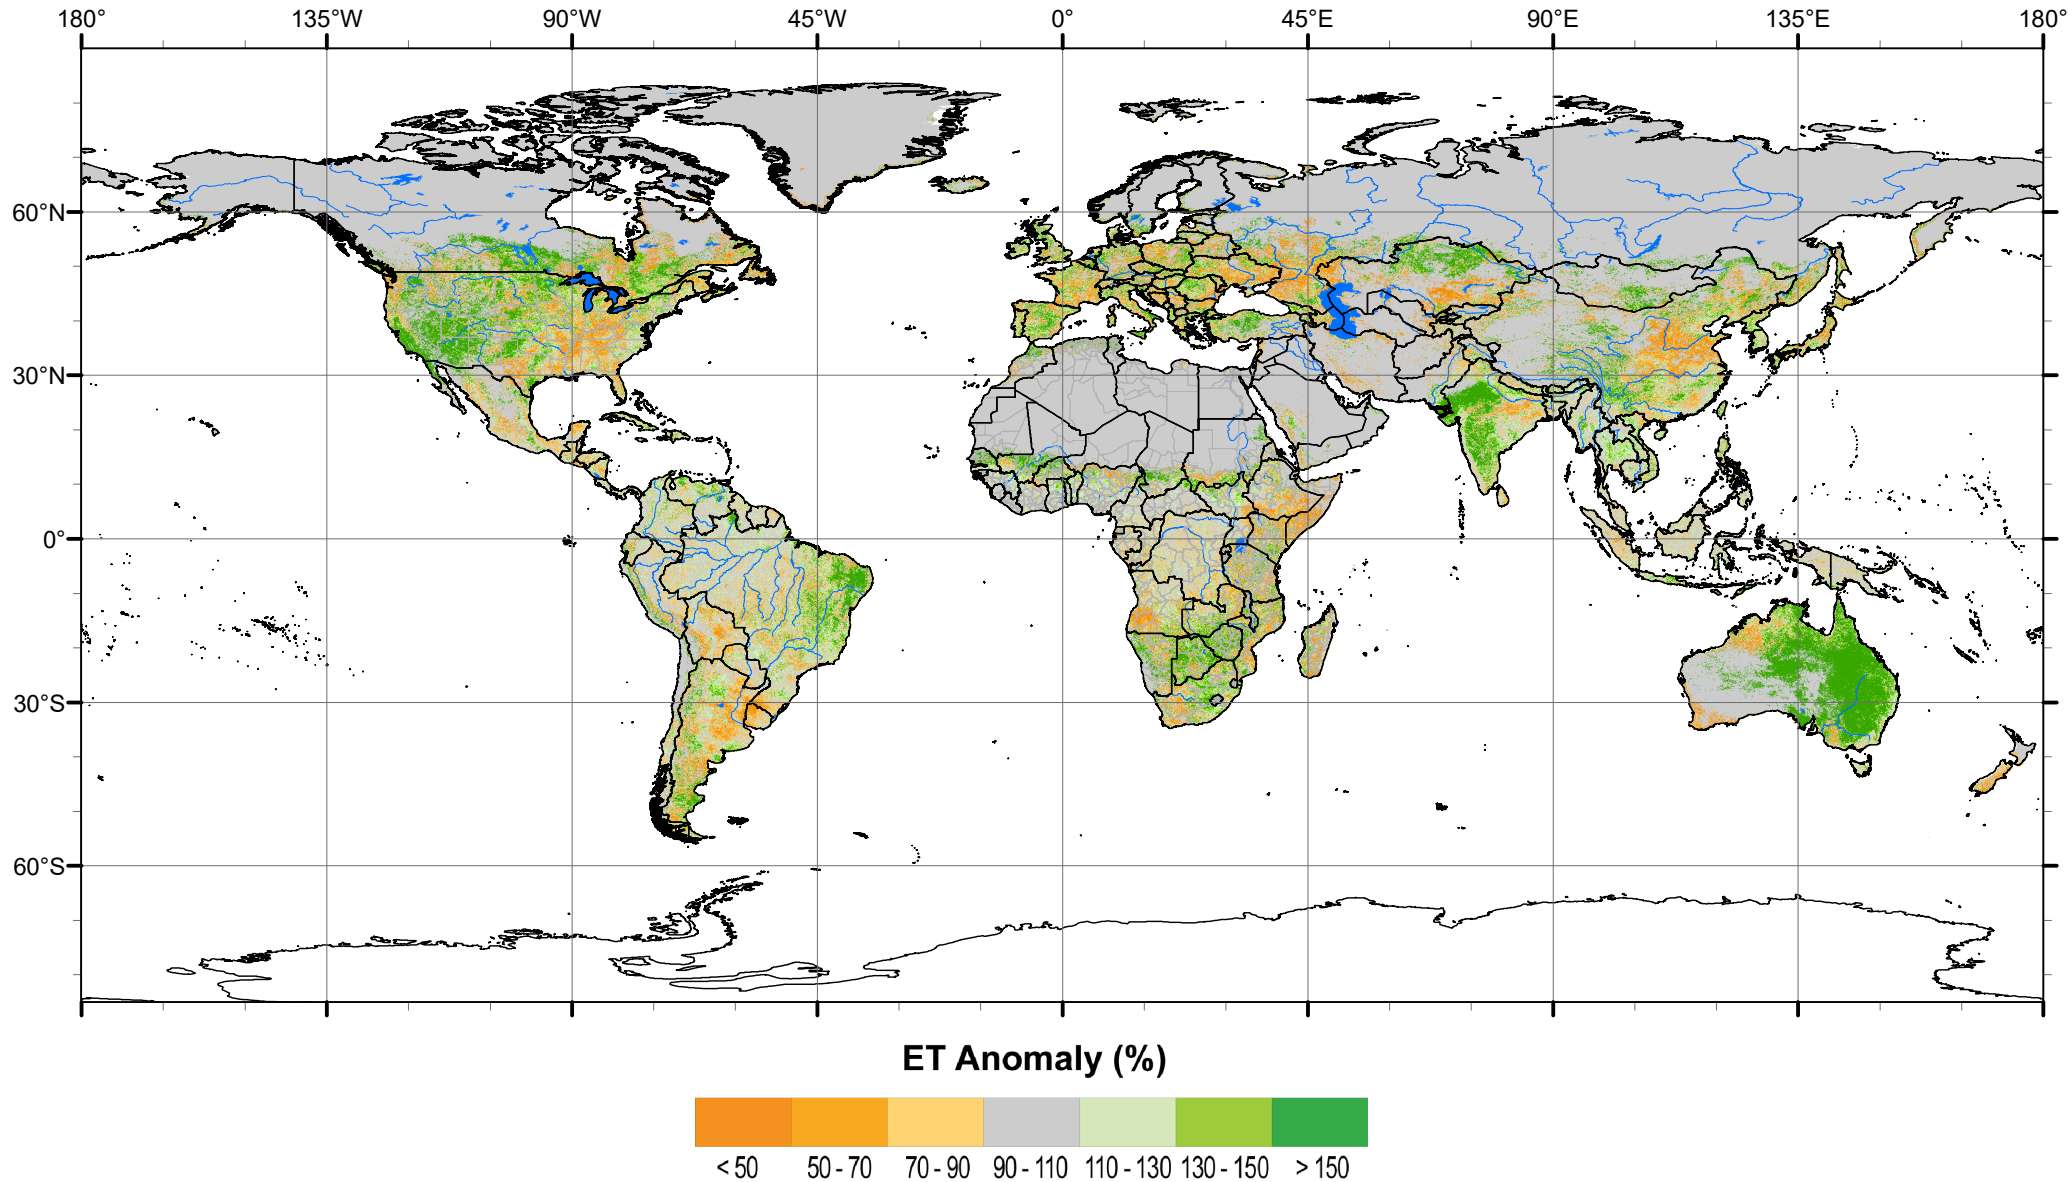 180° 135°W 90°W 45°W 0° 45°E 90°E 135°E 180°
60°N
30°N
0°
30°S
60°S
ET Anomaly (%)
< 50 50 - 70 70 - 90 90 - 110 110 - 130 130 - 150 > 150